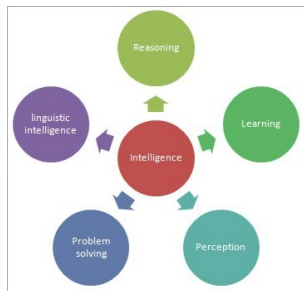 Reasoning
linguistic
intelligence
Learning
Intelligence
Problem
solving
Perception